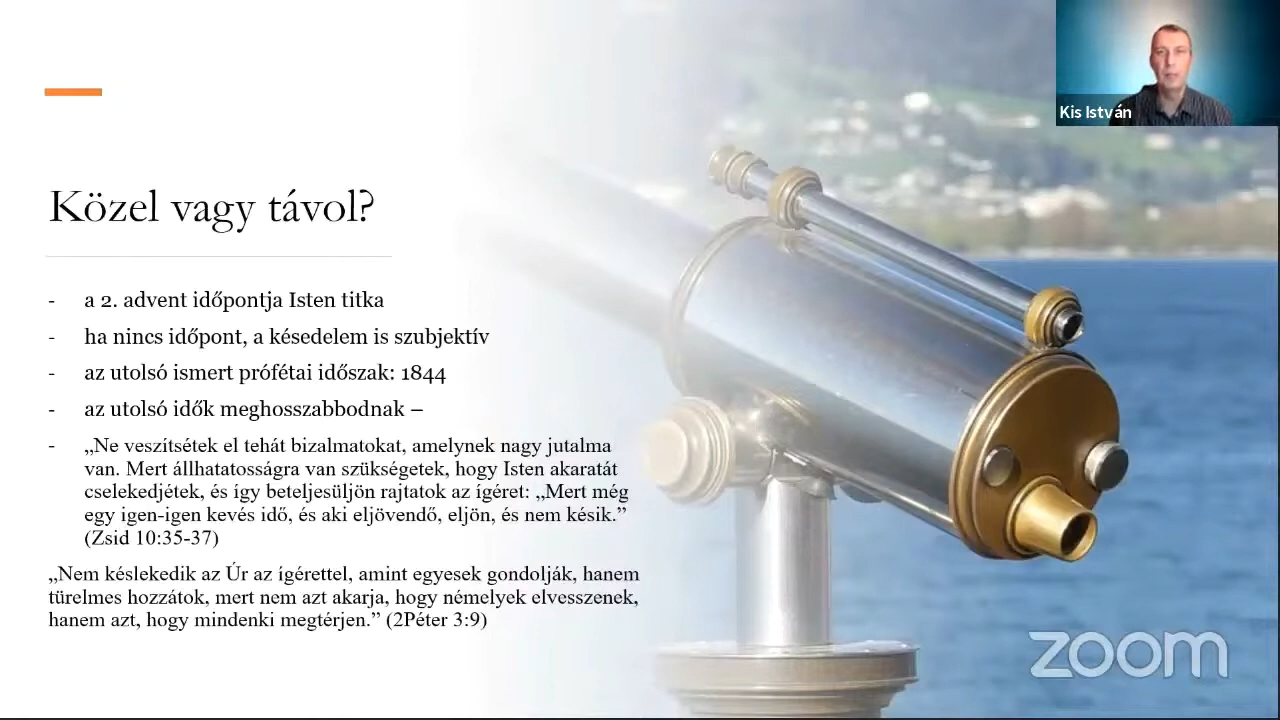 Kis István
Közel vagy távol?
- a 2. advent időpontja Isten titka
- ha nincs időpont, a késedelem is szubjektív
- az utolsó ismert prófétai időszak: 1844
- az utolsó idők meghosszabbodnak –
- „Ne veszítsétek el tehát bizalmatokat, amelynek nagy jutalma
van. Mert állhatatosságra van szükségetek, hogy Isten akaratát
cselekedjétek, és így beteljesüljön rajtatok az ígéret: „Mert még
egy igen-igen kevés idő, és aki eljövendő, eljön, és nem késik.”
(Zsid 10:35-37)
„Nem késlekedik az Úr az ígérettel, amint egyesek gondolják, hanem
türelmes hozzátok, mert nem azt akarja, hogy némelyek elvesszenek,
hanem azt, hogy mindenki megtérjen.” (2Péter 3:9)
zoom